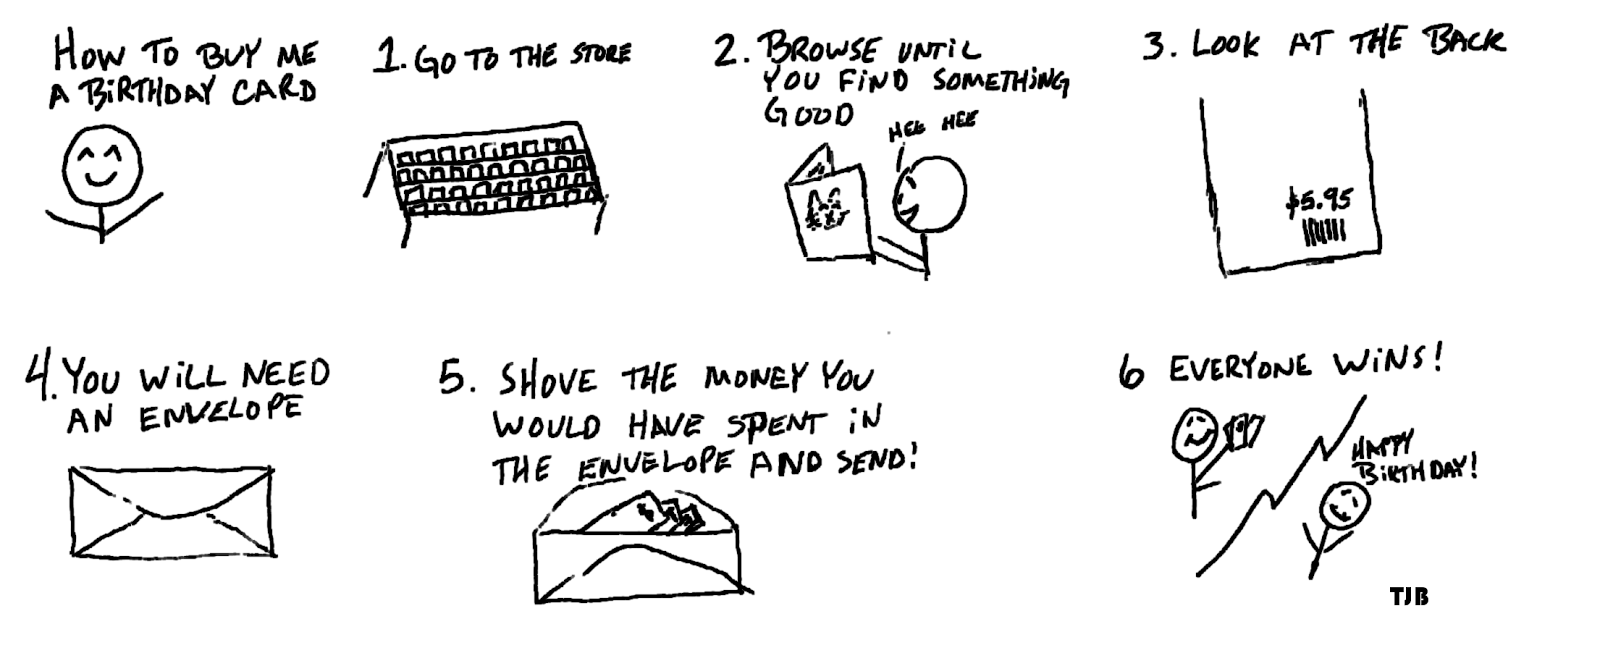 HOW TO BUY ME
A BiRTHDAY CARD
1. GO TO THE STORE
2. BROWSE UNTiL
YOU FiND SOMETHiNG
GOOD
HEE HEE
3. LOOK AT THE BACK
$5.95
4. YOU WiLL NEED
AN ENVELOPE
5. SHOVE THE MONEY YOU
WOULD HAVE SPENT iN
THE ENVELOPE AND SEND!
6 EVERYONE WiNS!
HAPPY
BiRTHDAY!
TJB